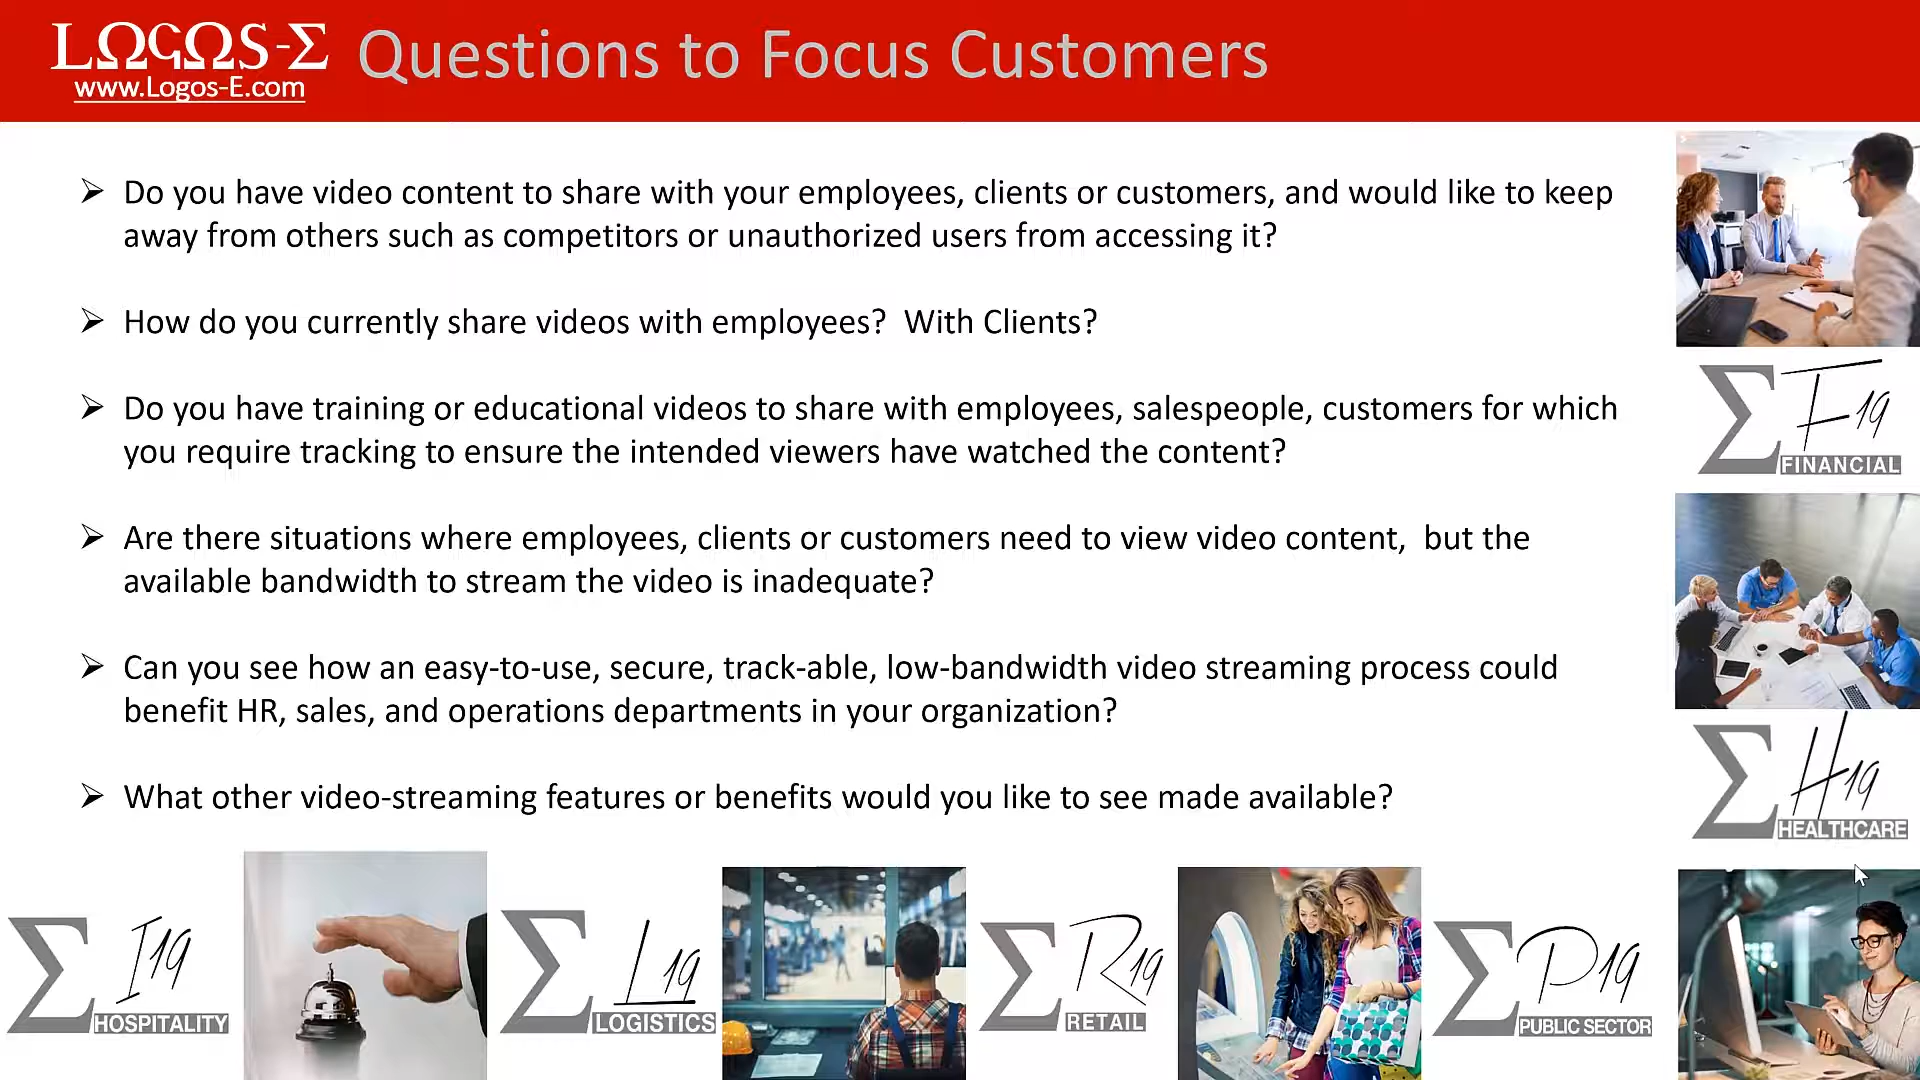 LΩGΩS-Σ
www.Logos-E.com
Questions to Focus Customers
➢ Do you have video content to share with your employees, clients or customers, and would like to keep
away from others such as competitors or unauthorized users from accessing it?
➢ How do you currently share videos with employees?  With Clients?
➢ Do you have training or educational videos to share with employees, salespeople, customers for which
you require tracking to ensure the intended viewers have watched the content?
➢ Are there situations where employees, clients or customers need to view video content,  but the
available bandwidth to stream the video is inadequate?
➢ Can you see how an easy-to-use, secure, track-able, low-bandwidth video streaming process could
benefit HR, sales, and operations departments in your organization?
➢ What other video-streaming features or benefits would you like to see made available?
Σ F19
FINANCIAL
Σ H19
HEALTHCARE
Σ I19
HOSPITALITY
Σ L19
LOGISTICS
Σ R19
RETAIL
Σ P19
PUBLIC SECTOR